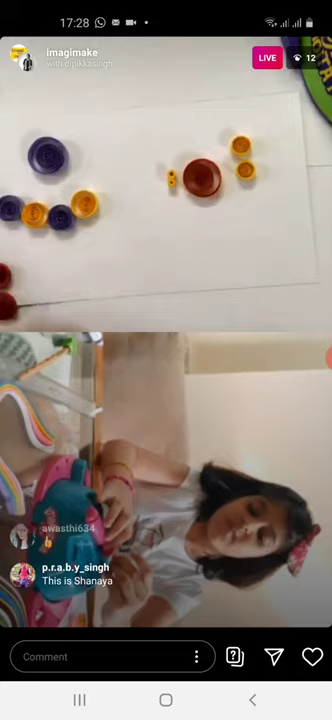 17:28
imagimake
with dipikkasingh
LIVE
12
awasthi634
p.r.a.b.y_singh
This is Shanaya
Comment